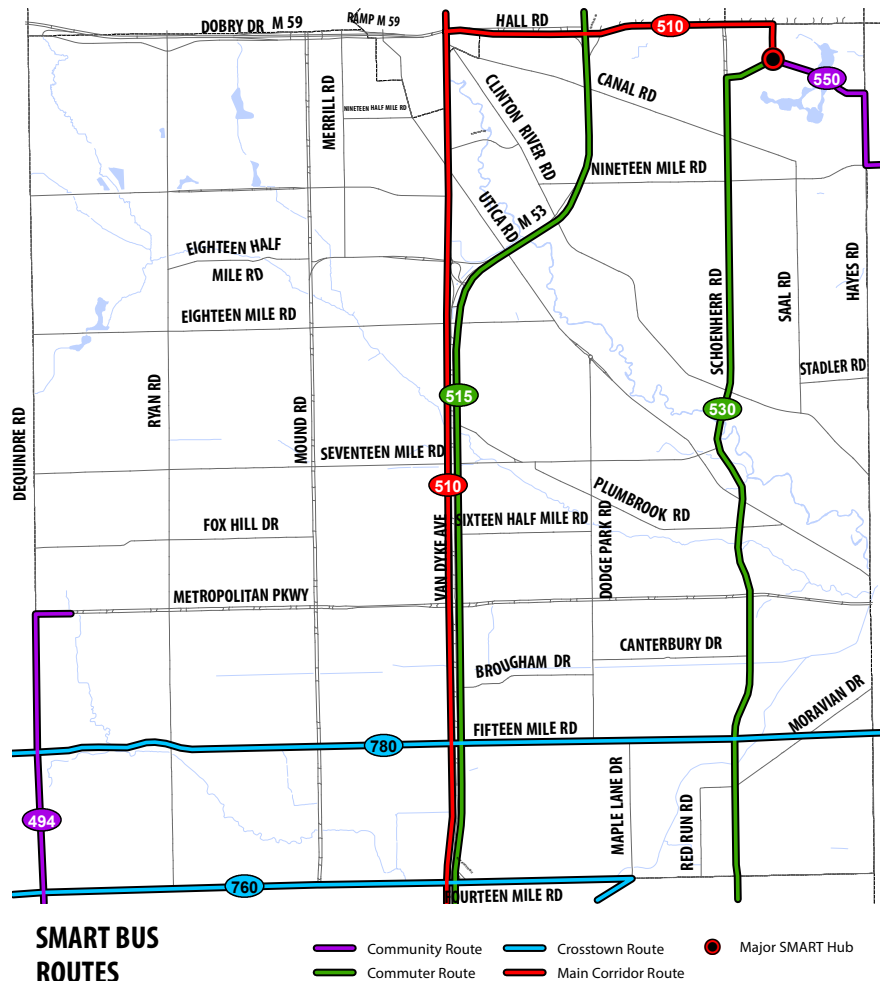 DOBRY DR M 59
RAMP M 59
HALL RD
510
550
MERRILL RD
NINETEEN HALF MILE RD
CLINTON RIVER RD
CANAL RD
NINETEEN MILE RD
UTICA RD
M 53
EIGHTEEN HALF
MILE RD
EIGHTEEN MILE RD
SCHOENHERR RD
SAAL RD
HAYES RD
STADLER RD
DEQUINDRE RD
RYAN RD
MOUND RD
515
530
SEVENTEEN MILE RD
510
PLUMBROOK RD
FOX HILL DR
VAN DYKE AVE
SIXTEEN HALF MILE RD
DODGE PARK RD
METROPOLITAN PKWY
CANTERBURY DR
BROUGHAM DR
MORAVIAN DR
FIFTEEN MILE RD
780
MAPLE LANE DR
RED RUN RD
494
760
FOURTEEN MILE RD
SMART BUS
ROUTES
Community Route
Crosstown Route
Major SMART Hub
Commuter Route
Main Corridor Route